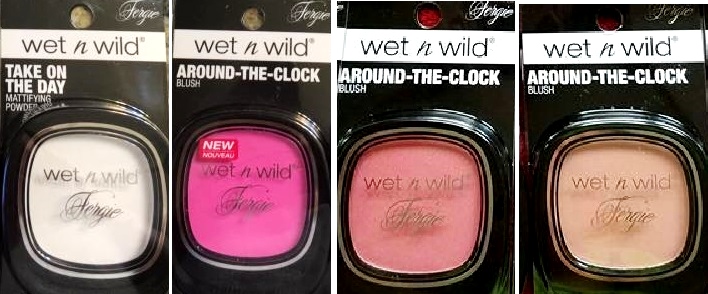 Fergie
wet n wild®
TAKE ON
THE DAY
MATTIFYING
POWDER
wet n wild
Fergie
Fergie
wet n wild®
AROUND-THE-CLOCK
BLUSH
NEW
NOUVEAU
wet n wild
Fergie
Fergie
wet n wild®
AROUND-THE-CLOCK
BLUSH
wet n wild
Fergie
Fergie
wet n wild®
AROUND-THE-CLOCK
BLUSH
wet n wild
Fergie